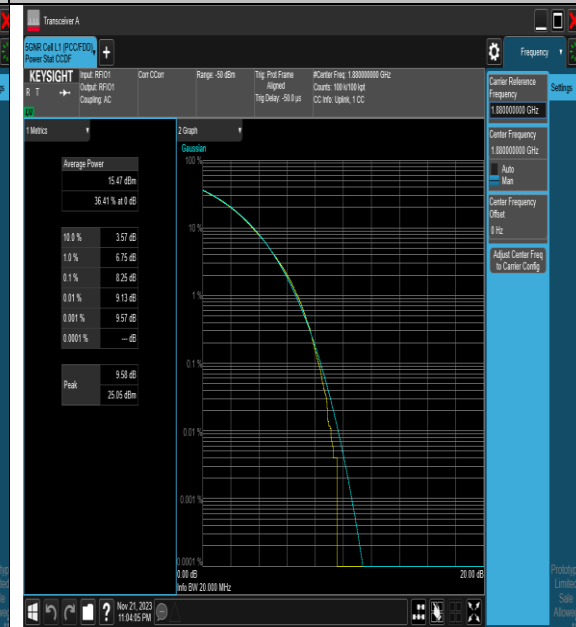 Transceiver A
5GNR Cell L1 (PCC/FDD)
Power Stat CCDF
Frequency
KEYSIGHT
R T
Input: RFIO1
Output: RFIO1
Coupling: AC
Corr CCorr
Range: -50 dBm
Trig: Prot Frame
Aligned
Trig Delay: -50.0 µs
#Center Freq: 1.880000000 GHz
Counts: 100 k/100 kpt
CC Info: Uplink, 1 CC
Carrier Reference
Frequency
1.880000000 GHz
Settings
Center Frequency
1.880000000 GHz
Auto
Man
Center Frequency
Offset
0 Hz
Adjust Center Freq
to Carrier Config
1 Metrics
Average Power
15.47 dBm
36.41 % at 0 dB
10.0 % 3.57 dB
1.0 % 6.75 dB
0.1 % 8.25 dB
0.01 % 9.13 dB
0.001 % 9.57 dB
0.0001 % --- dB
Peak
9.58 dB
25.05 dBm
2 Graph
Gaussian
100 %
10 %
1 %
0.1 %
0.01 %
0.001 %
0.0001 %
0.00 dB
20.00 dB
Info BW 20.000 MHz
Nov 21, 2023
11:04:05 PM